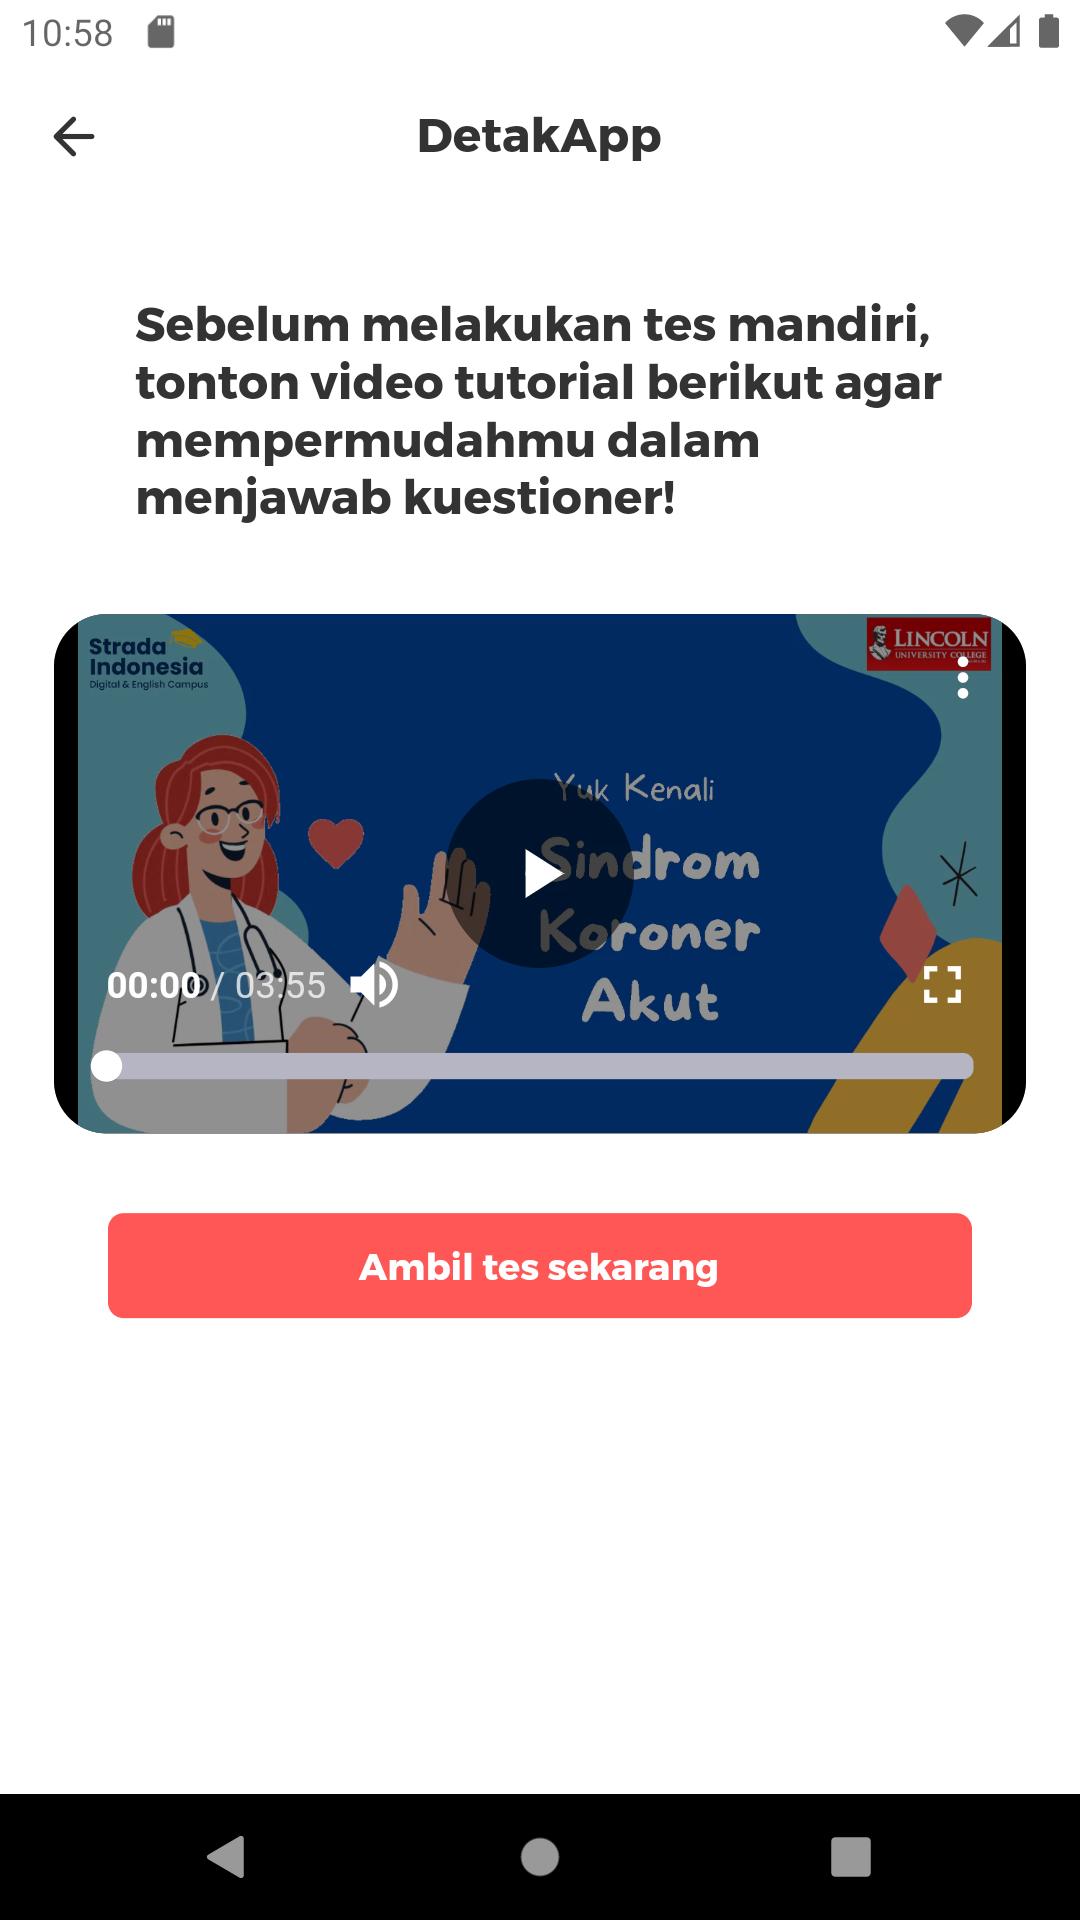 10:58
DetakApp
Sebelum melakukan tes mandiri,
tonton video tutorial berikut agar
mempermudahmu dalam
menjawab kuestioner!
Strada
Indonesia
Digital & English Campus
LINCOLN
UNIVERSITY COLLEGE
Yuk Kenali
Sindrom
Koroner
Akut
00:00 / 03:55
Ambil tes sekarang